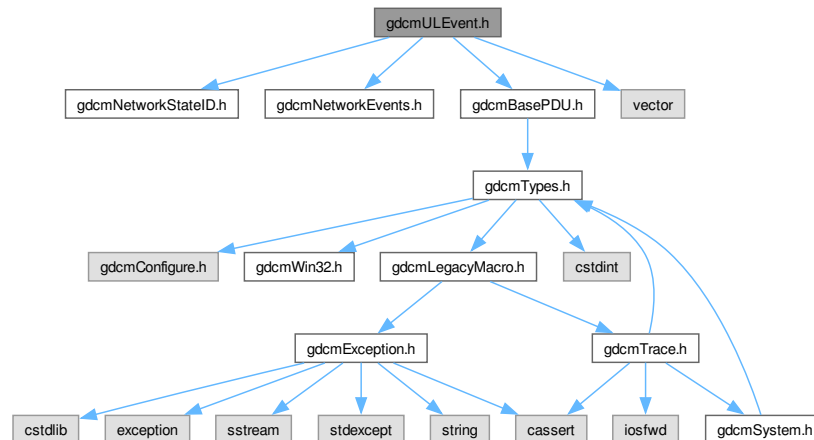 gdcmULEvent.h
gdcmNetworkStateID.h
gdcmNetworkEvents.h
gdcmBasePDU.h
vector
gdcmTypes.h
gdcmConfigure.h
gdcmWin32.h
gdcmLegacyMacro.h
cstdint
gdcmException.h
gdcmTrace.h
cstdlib
exception
sstream
stdexcept
string
cassert
iosfwd
gdcmSystem.h